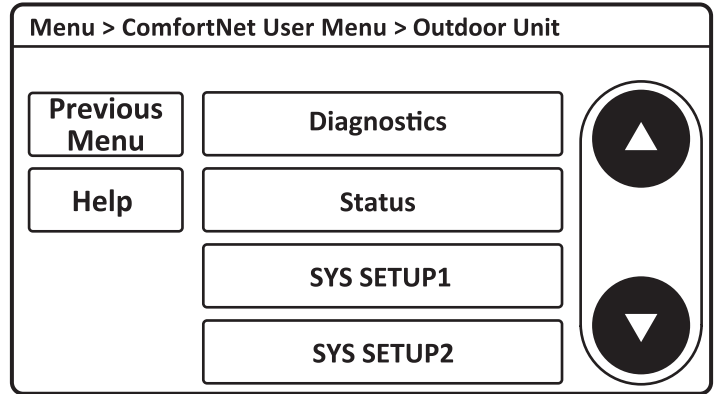 Menu > ComfortNet User Menu > Outdoor Unit
Previous
Menu
Diagnostics
Help
Status
SYS SETUP1
SYS SETUP2